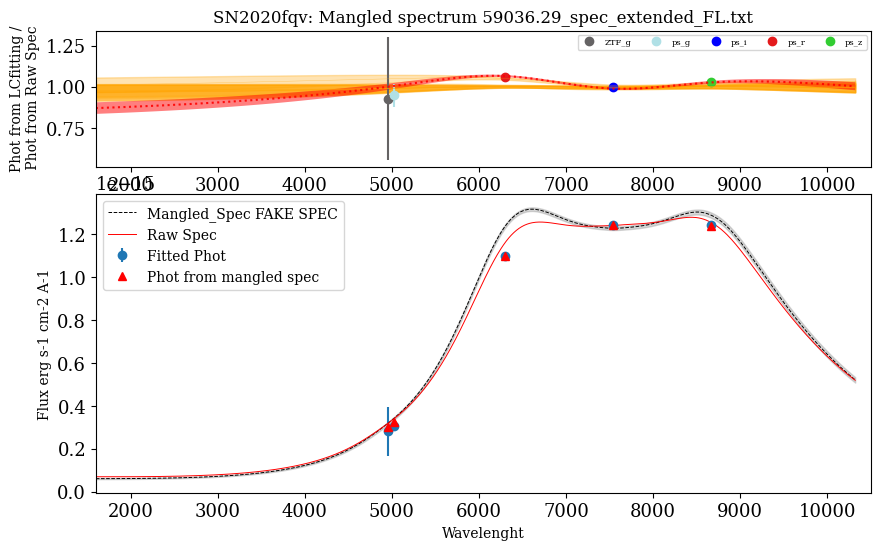 SN2020fqv: Mangled spectrum 59036.29_spec_extended_FL.txt
Phot from LCfitting /
Phot from Raw Spec
1.25
1.00
0.75
ZTF_g ps_g ps_i ps_r ps_z
2000 3000 4000 5000 6000 7000 8000 9000 10000
1e−15
Flux erg s-1 cm-2 A-1
1.2
1.0
0.8
0.6
0.4
0.2
0.0
Mangled_Spec FAKE SPEC
Raw Spec
Fitted Phot
Phot from mangled spec
2000 3000 4000 5000 6000 7000 8000 9000 10000
Wavelenght